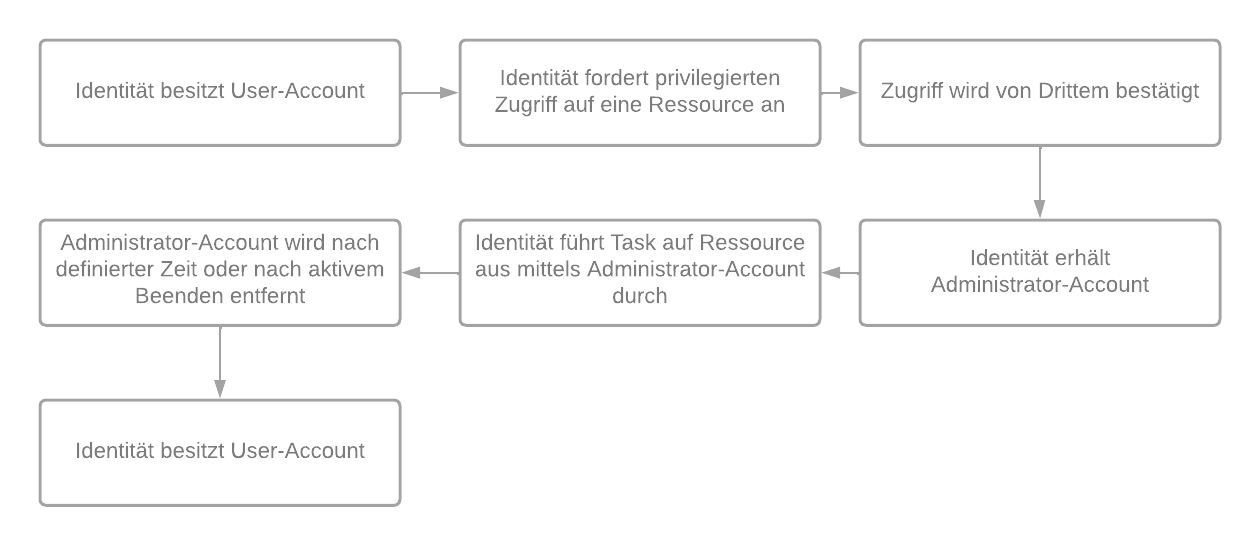 Identität besitzt User-Account
Identität fordert privilegierten
Zugriff auf eine Ressource an
Zugriff wird von Drittem bestätigt
Identität erhält
Administrator-Account
Identität führt Task auf Ressource
aus mittels Administrator-Account
durch
Administrator-Account wird nach
definierter Zeit oder nach aktivem
Beenden entfernt
Identität besitzt User-Account